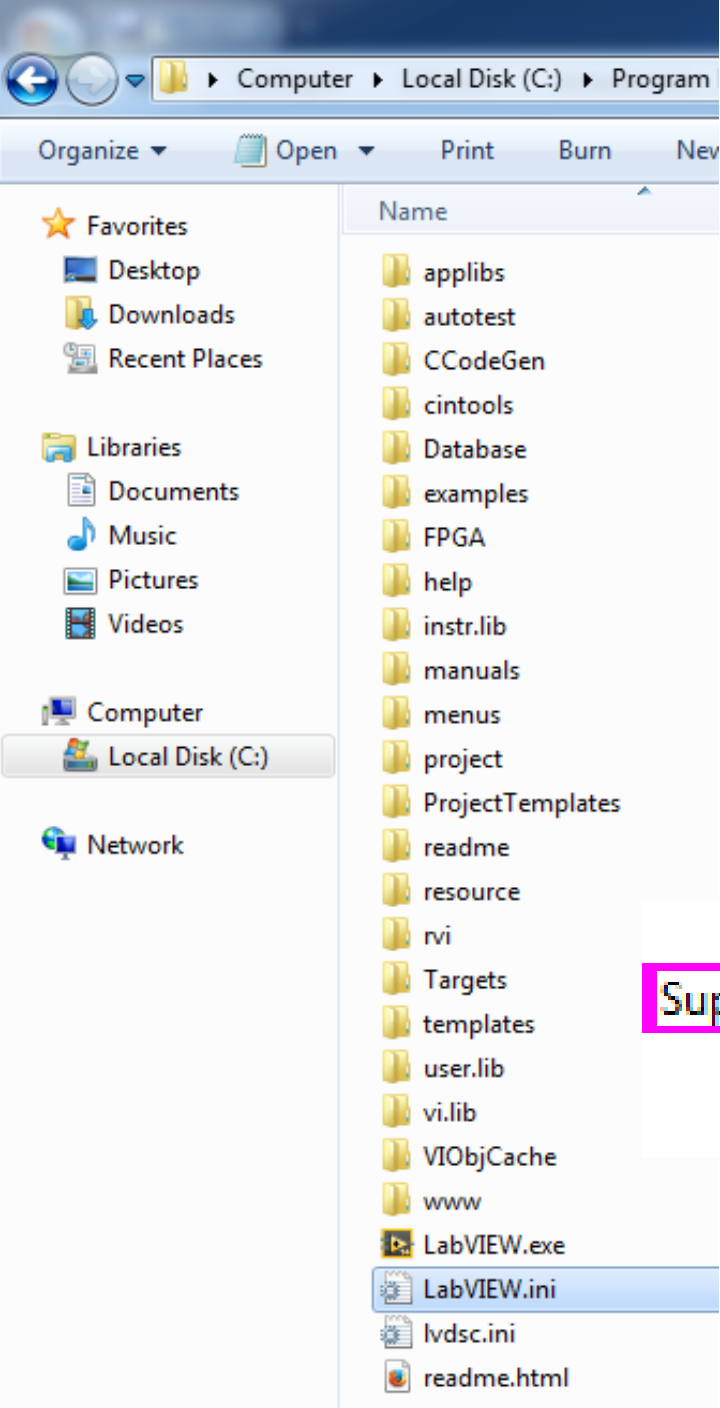 Computer Local Disk (C:) Program
Organize Open Print Burn New
Favorites
Desktop
Downloads
Recent Places
Libraries
Documents
Music
Pictures
Videos
Computer
Local Disk (C:)
Network
Name
applibs
autotest
CCodeGen
cintools
Database
examples
FPGA
help
instr.lib
manuals
menus
project
ProjectTemplates
readme
resource
rvi
Targets
templates
user.lib
vi.lib
VIObjCache
www
LabVIEW.exe
LabVIEW.ini
lvdsc.ini
readme.html